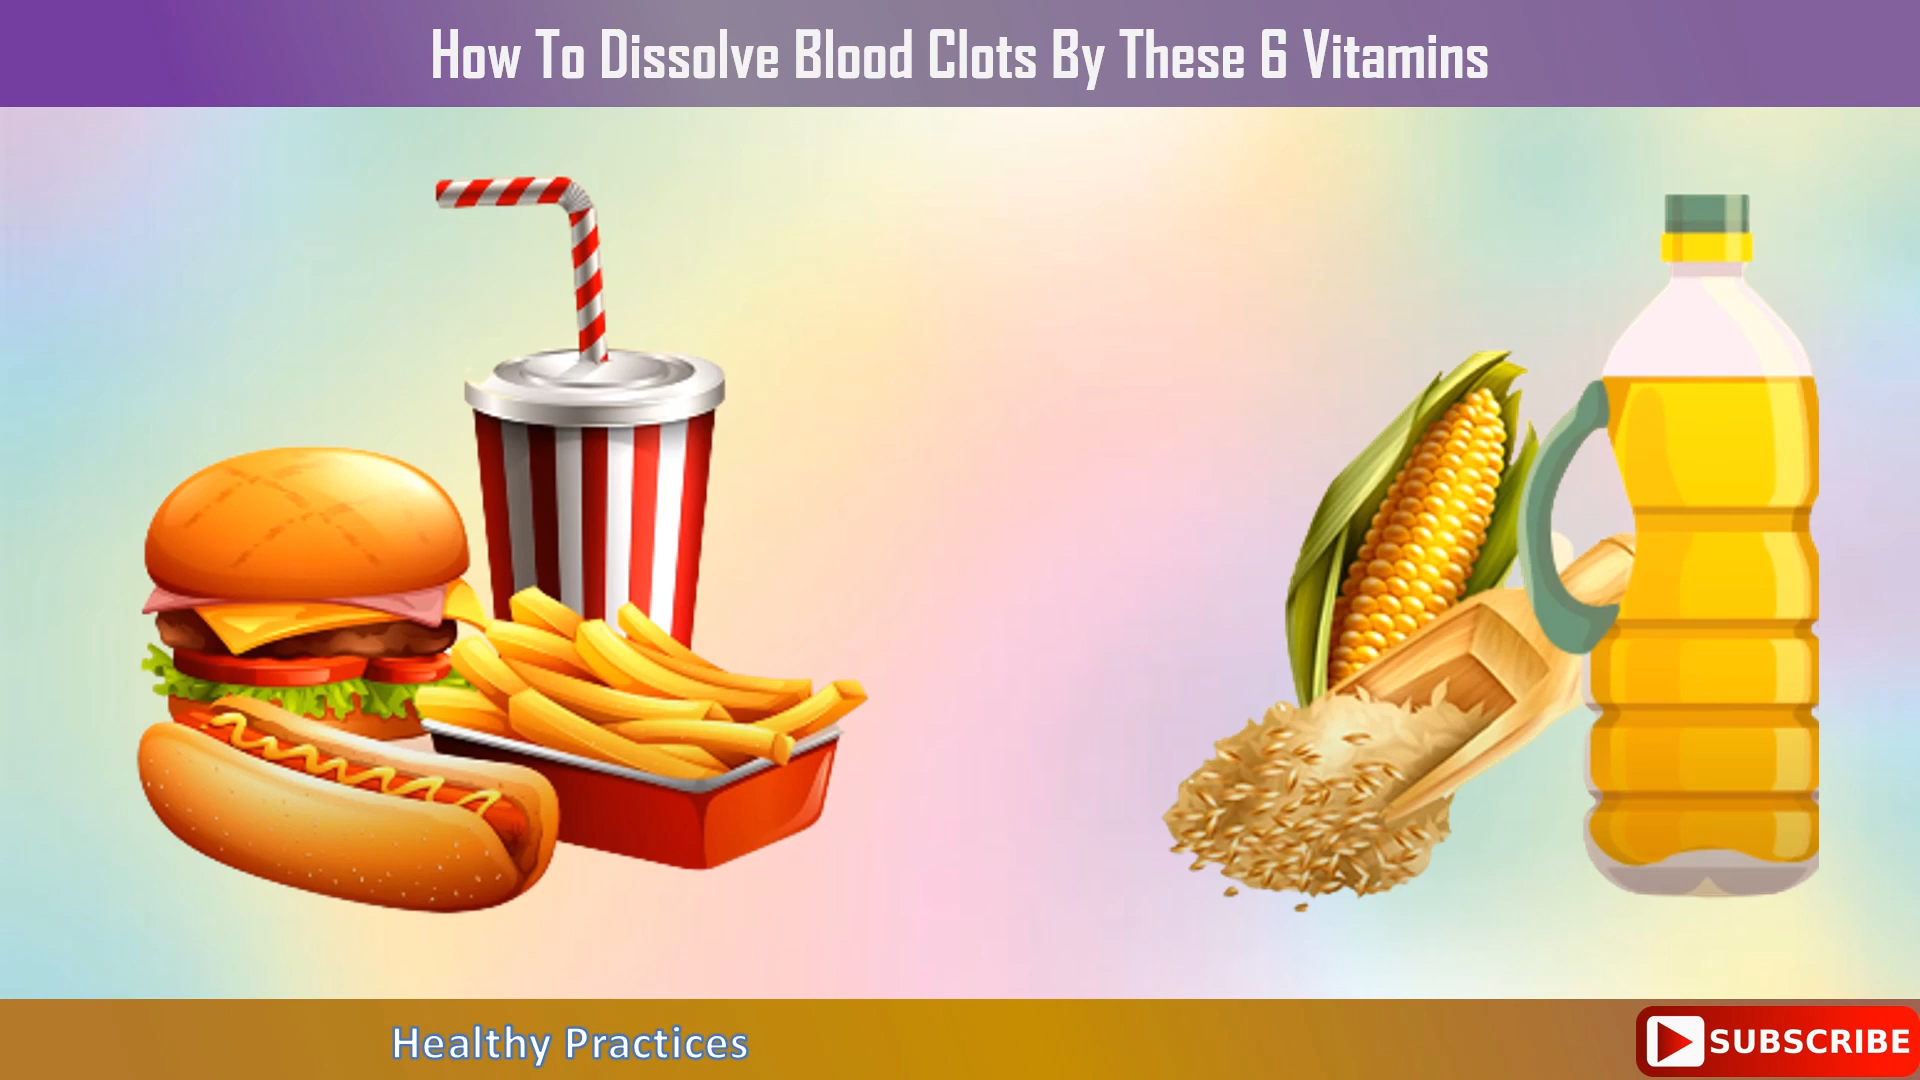 How To Dissolve Blood Clots By These 6 Vitamins
Healthy Practices
SUBSCRIBE